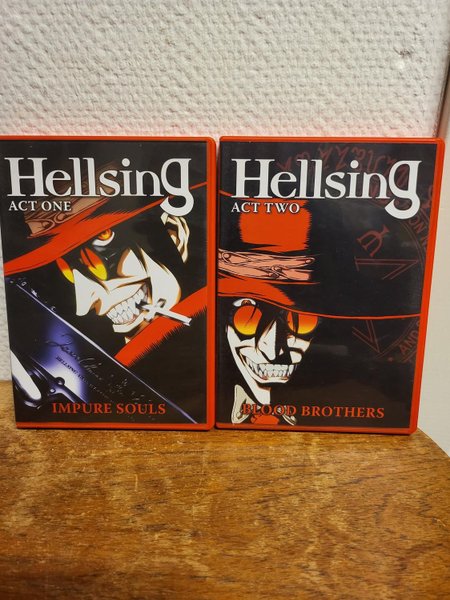 Hellsing
ACT ONE
IMPURE SOULS
Hellsing
ACT TWO
BLOOD BROTHERS